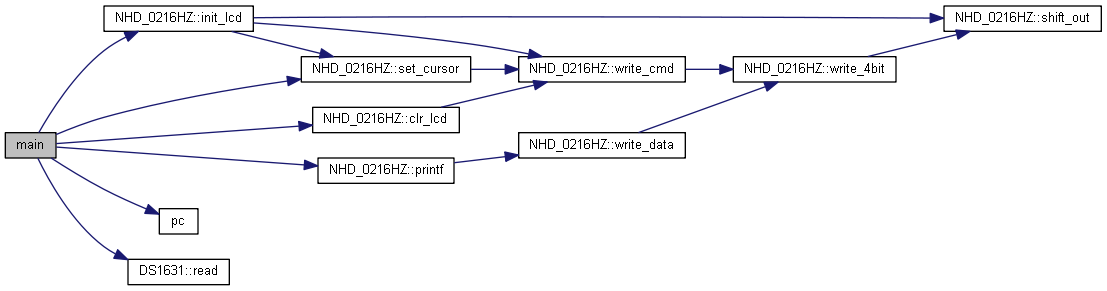 NHD_0216HZ::init_lcd
NHD_0216HZ::shift_out
NHD_0216HZ::set_cursor
NHD_0216HZ::write_cmd
NHD_0216HZ::write_4bit
NHD_0216HZ::clr_lcd
main
NHD_0216HZ::write_data
NHD_0216HZ::printf
pc
DS1631::read